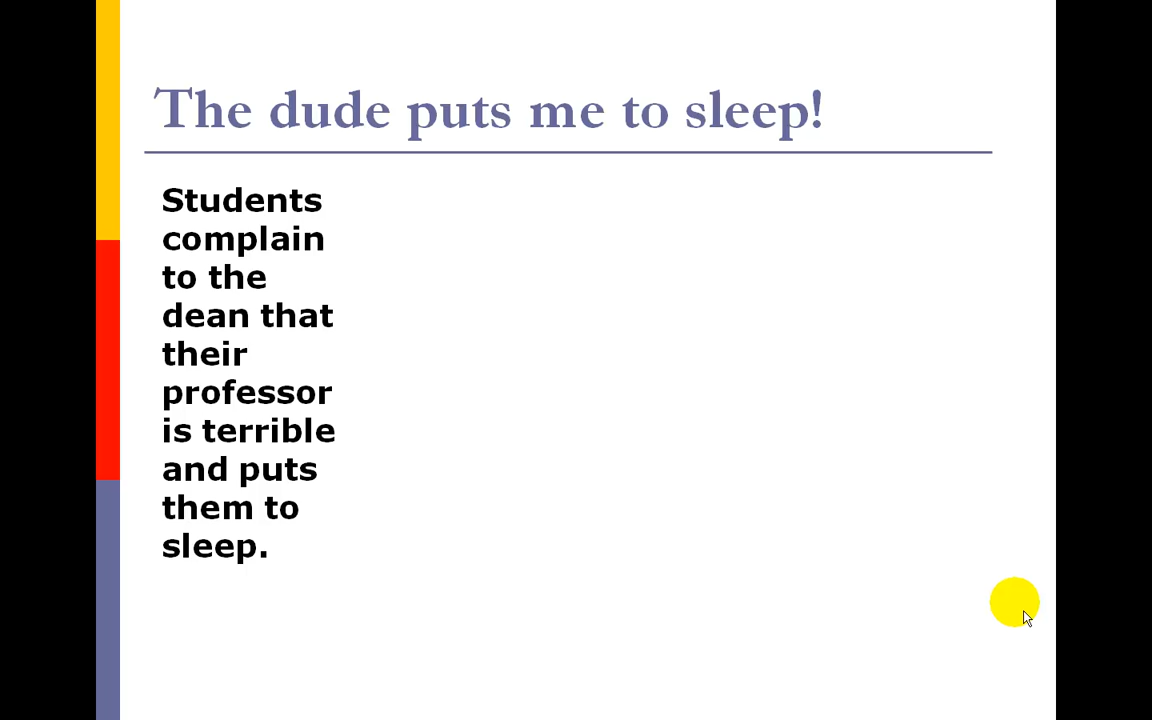 The dude puts me to sleep!
Students
complain
to the
dean that
their
professor
is terrible
and puts
them to
sleep.